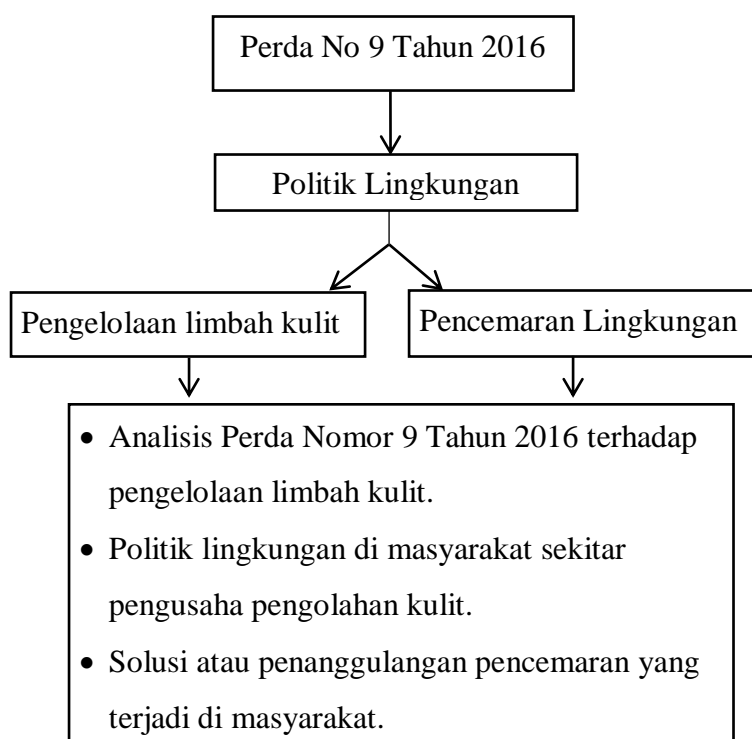 Perda No 9 Tahun 2016
Politik Lingkungan
Pengelolaan limbah kulit
Pencemaran Lingkungan
• Analisis Perda Nomor 9 Tahun 2016 terhadap
pengelolaan limbah kulit.
• Politik lingkungan di masyarakat sekitar
pengusaha pengolahan kulit.
• Solusi atau penanggulangan pencemaran yang
terjadi di masyarakat.